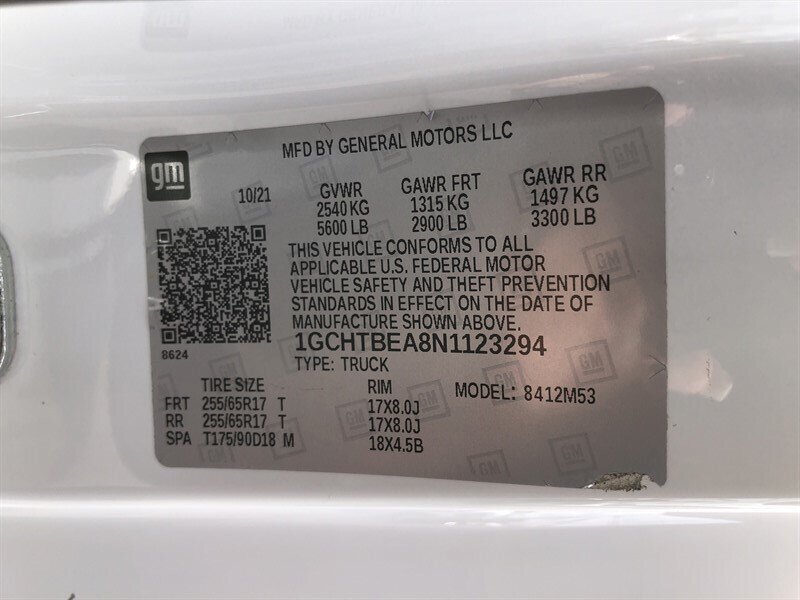 MFD BY GENERAL MOTORS LLC
gm
10/21
GVWR GAWR FRT GAWR RR
2540 KG 1315 KG 1497 KG
5600 LB 2900 LB 3300 LB
THIS VEHICLE CONFORMS TO ALL
APPLICABLE U.S. FEDERAL MOTOR
VEHICLE SAFETY AND THEFT PREVENTION
STANDARDS IN EFFECT ON THE DATE OF
MANUFACTURE SHOWN ABOVE.
8624
1GCHTBEA8N1123294
TYPE: TRUCK
TIRE SIZE RIM MODEL: 8412M53
FRT 255/65R17 T 17X8.0J
RR 255/65R17 T 17X8.0J
SPA T175/90D18 M 18X4.5B